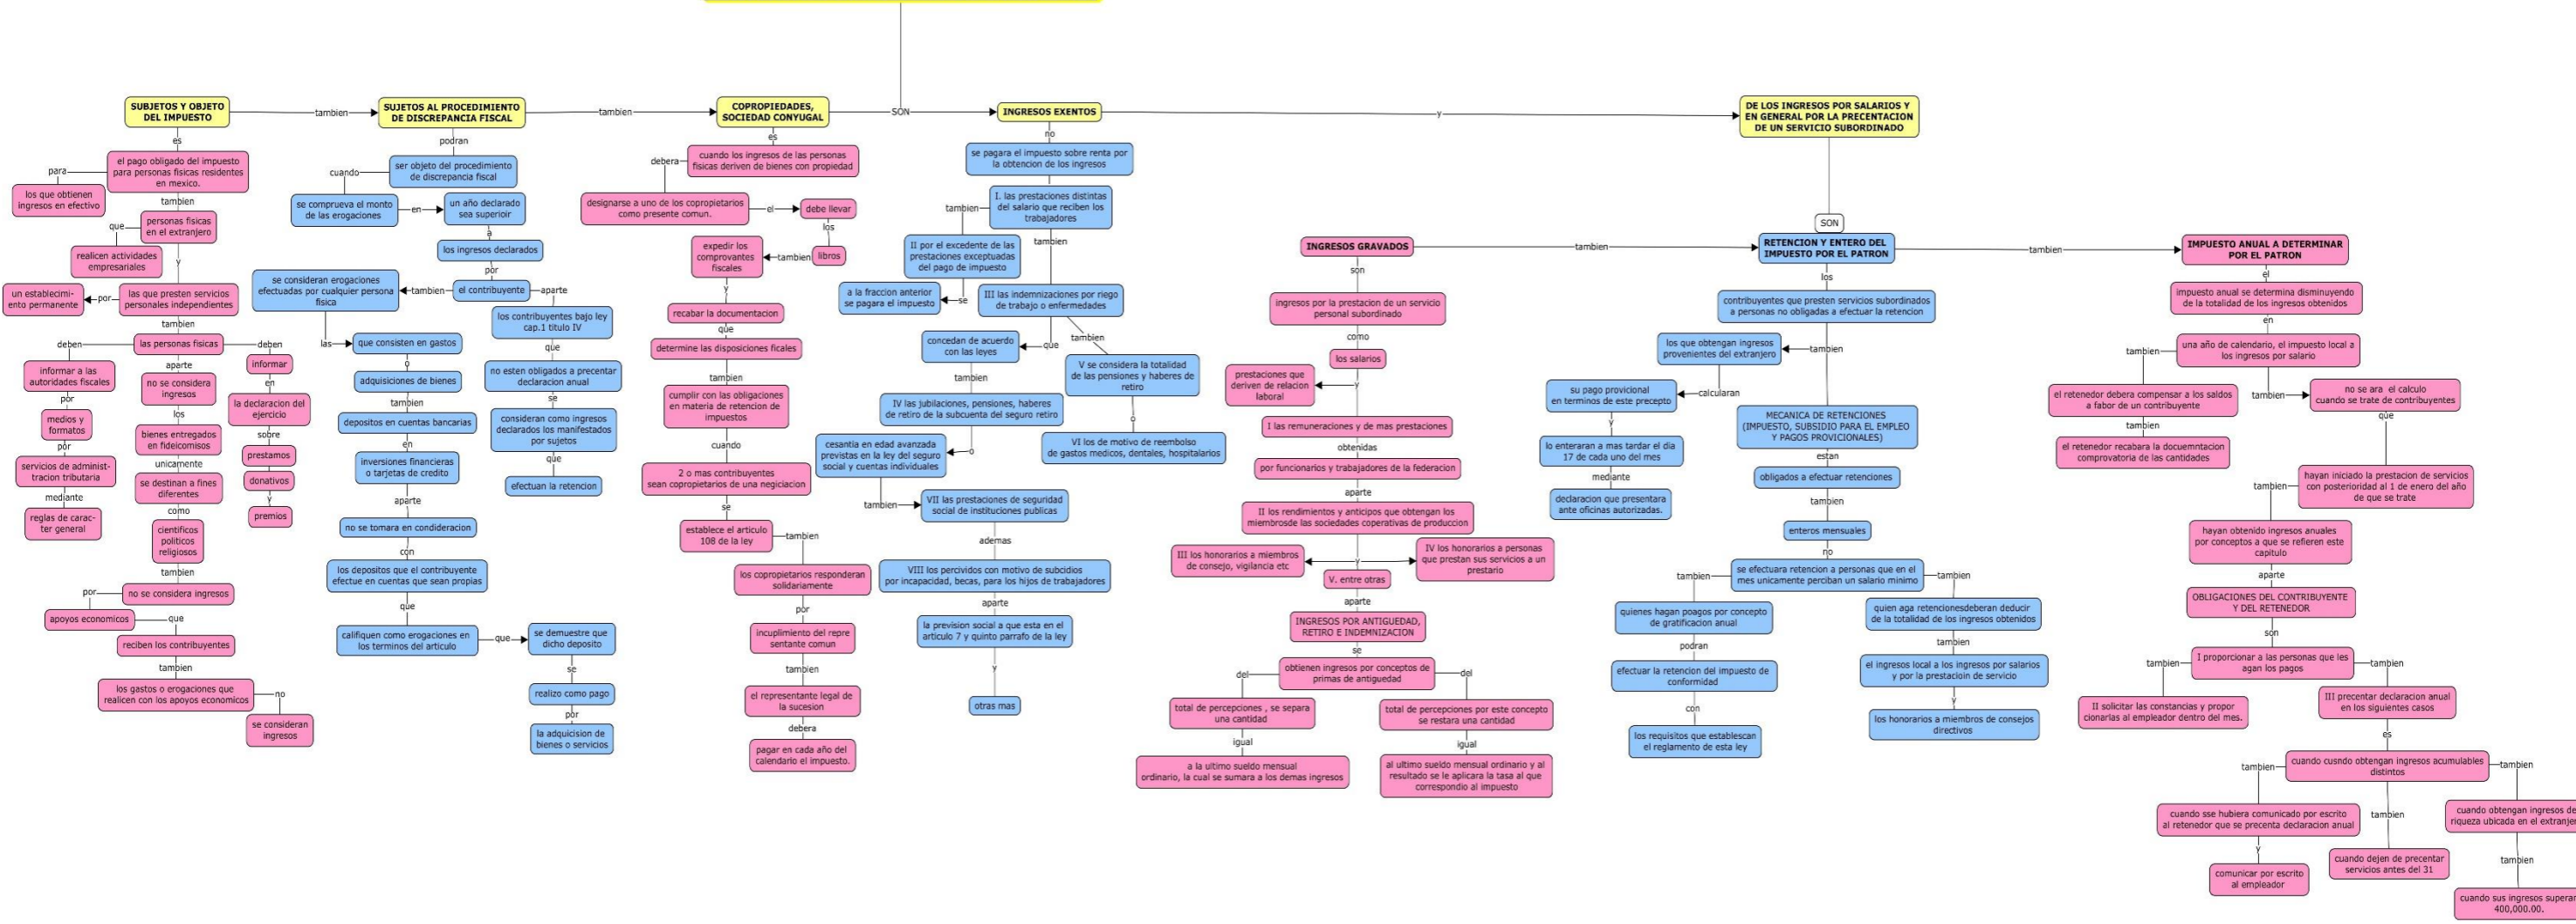 SUBJETOS Y OBJETO
DEL IMPUESTO
es
el pago obligado del impuesto
para personas fisicas residentes
en mexico.
para
los que obtienen
ingresos en efectivo
tambien
personas fisicas
en el extranjero
que
realicen actividades
empresariales
y
las que presten servicios
personales independientes
por
un establecimi-
ento permanente
tambien
las personas fisicas
deben
informar a las
autoridades fiscales
por
medios y
formatos
por
servicios de administ-
tracion tributaria
mediante
reglas de carac-
ter general
aparte
no se considera
ingresos
los
bienes entregados
en fideicomisos
unicamente
se destinan a fines
diferentes
como
cientificos
politicos
religiosos
tambien
no se considera ingresos
por
apoyos economicos
que
reciben los contribuyentes
tambien
los gastos o erogaciones que
realizen con los apoyos economicos
no
se consideran
ingresos
deben
informar
en
la declaracion del
ejercicio
sobre
prestamos
donativos
y
premios
tambien
SUJETOS AL PROCEDIMIENTO
DE DISCREPANCIA FISCAL
podran
ser objeto del procedimiento
de discrepancia fiscal
cuando
se comprueva el monto
de las erogaciones
en
un año declarado
sea superioir
a
los ingresos declarados
por
el contribuyente
tambien
se consideran erogaciones
efectuadas por cualquier persona
fisica
las
que consisten en gastos
o
adquisiciones de bienes
tambien
depositos en cuentas bancarias
en
inversiones financieras
o tarjetas de credito
aparte
no se tomara en condideracion
con
los depositos que el contribuyente
efectue en cuentas que sean propias
que
califiquen como erogaciones en
los terminos del articulo
que
se demuestre que
dicho deposito
se
realizo como pago
por
la adquicision de
bienes o servicios
aparte
los contribuyentes bajo ley
cap.1 titulo IV
que
no esten obligados a precentar
declaracion anual
se
consideran como ingresos
declarados los manifestados
por sujetos
que
efectuan la retencion
tambien
COPROPIEDADES,
SOCIEDAD CONYUGAL
es
cuando los ingresos de las personas
fisicas deriven de bienes con propiedad
debera
designarse a uno de los copropietarios
como presente comun.
el
debe llevar
los
libros
tambien
expedir los
comprovantes
fiscales
y
recabar la documentacion
que
determine las disposiciones ficales
tambien
cumplir con las obligaciones
en materia de retencion de
impuestos
cuando
2 o mas contribuyentes
sean copropietarios de una negiciacion
se
establece el articulo
108 de la ley
tambien
los copropietarios responderan
solidariamente
por
incuplimiento del repre
sentante comun
tambien
el representante legal de
la sucesion
debera
pagar en cada año del
calendario el impuesto.
SON
INGRESOS EXENTOS
no
se pagara el impuesto sobre renta por
la obtencion de los ingresos
I. las prestaciones distintas
del salario que reciben los
trabajadores
tambien
II por el excedente de las
prestaciones exceptuadas
del pago de impuesto
se
a la fraccion anterior
se pagara el impuesto
tambien
III las indemnizaciones por riego
de trabajo o enfermedades
que
concedan de acuerdo
con las leyes
tambien
IV las jubilaciones, pensiones, haberes
de retiro de la subcuenta del seguro retiro
o
cesantia en edad avanzada
previstas en la ley del seguro
social y cuentas individuales
tambien
V se considera la totalidad
de las pensiones y haberes de
retiro
o
VI los de motivo de reembolso
de gastos medicos, dentales, hospitalarios
tambien
VII las prestaciones de seguridad
social de instituciones publicas
ademas
VIII los percividos con motivo de subcidios
por incapacidad, becas, para los hijos de trabajadores
aparte
la prevision social a que esta en el
articulo 7 y quinto parrafo de la ley
y
otras mas
y
DE LOS INGRESOS POR SALARIOS Y
EN GENERAL POR LA PRECENTACION
DE UN SERVICIO SUBORDINADO
SON
INGRESOS GRAVADOS
son
ingresos por la prestacion de un servicio
personal subordinado
como
los salarios
y
prestaciones que
deriven de relacion
laboral
I las remuneraciones y de mas prestaciones
obtenidas
por funcionarios y trabajadores de la federacion
aparte
II los rendimientos y anticipos que obtengan los
miembrosde las sociedades coperativas de produccion
y
III los honorarios a miembros
de consejo, vigilancia etc
IV los honorarios a personas
que prestan sus servicios a un
prestario
V. entre otras
aparte
INGRESOS POR ANTIGUEDAD,
RETIRO E INDEMNIZACION
se
obtienen ingresos por conceptos de
primas de antiguedad
del
total de percepciones , se separa
una cantidad
igual
a la ultimo sueldo mensual
ordinario, la cual se sumara a los demas ingresos
del
total de percepciones por este concepto
se restara una cantidad
igual
al ultimo sueldo mensual ordinario y al
resultado se le aplicara la tasa al que
correspondio al impuesto
tambien
RETENCION Y ENTERO DEL
IMPUESTO POR EL PATRON
los
contribuyentes que presten servicios subordinados
a personas no obligadas a efectuar la retencion
tambien
los que obtengan ingresos
provenientes del extranjero
calcularan
su pago provicional
en terminos de este precepto
y
lo enteraran a mas tardar el dia
17 de cada uno del mes
mediante
declaracion que presentara
ante oficinas autorizadas.
MECANICA DE RETENCIONES
(IMPUESTO, SUBSIDIO PARA EL EMPLEO
Y PAGOS PROVICIONALES)
estan
obligados a efectuar retenciones
tambien
enteros mensuales
no
se efectuara retencion a personas que en el
mes unicamente perciban un salario minimo
tambien
quienes hagan poagos por concepto
de gratificacion anual
podran
efectuar la retencion del impuesto de
conformidad
con
los requisitos que establescan
el reglamento de esta ley
tambien
quien aga retencionesdeberan deducir
de la totalidad de los ingresos obtenidos
tambien
el ingresos local a los ingresos por salarios
y por la prestacioin de servicio
y
los honorarios a miembros de consejos
directivos
tambien
IMPUESTO ANUAL A DETERMINAR
POR EL PATRON
el
impuesto anual se determina disminuyendo
de la totalidad de los ingresos obtenidos
en
una año de calendario, el impuesto local a
los ingresos por salario
tambien
el retenedor debera compensar a los saldos
a fabor de un contribuyente
tambien
el retenedor recabara la docuemntacion
comprovatoria de las cantidades
tambien
no se ara el calculo
cuando se trate de contribuyentes
que
hayan iniciado la prestacion de servicios
con posterioridad al 1 de enero del año
de que se trate
tambien
hayan obtenido ingresos anuales
por conceptos a que se refieren este
capitulo
aparte
OBLIGACIONES DEL CONTRIBUYENTE
Y DEL RETENEDOR
son
I proporcionar a las personas que les
agan los pagos
tambien
II solicitar las constancias y propor
cionarlas al empleador dentro del mes.
tambien
III precentar declaracion anual
en los siguientes casos
es
cuando cusndo obtengan ingresos acumulables
distintos
tambien
cuando sse hubiera comunicado por escrito
al retenedor que se precenta declaracion anual
y
comunicar por escrito
al empleador
tambien
cuando dejen de precentar
servicios antes del 31
tambien
cuando obtengan ingresos de
riqueza ubicada en el extranjer
tambien
cuando sus ingresos superan
400,000.00.